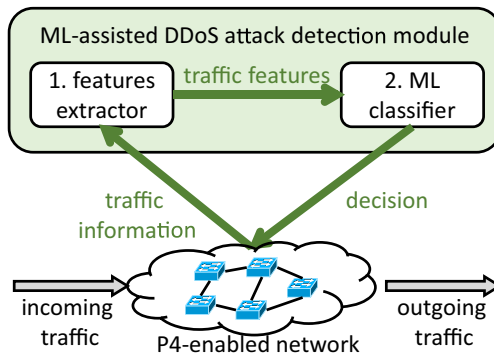 ML-assisted DDoS attack detection module
1. features
extractor
traffic features
2. ML
classifier
traffic
information
decision
incoming
traffic
outgoing
traffic
P4-enabled network